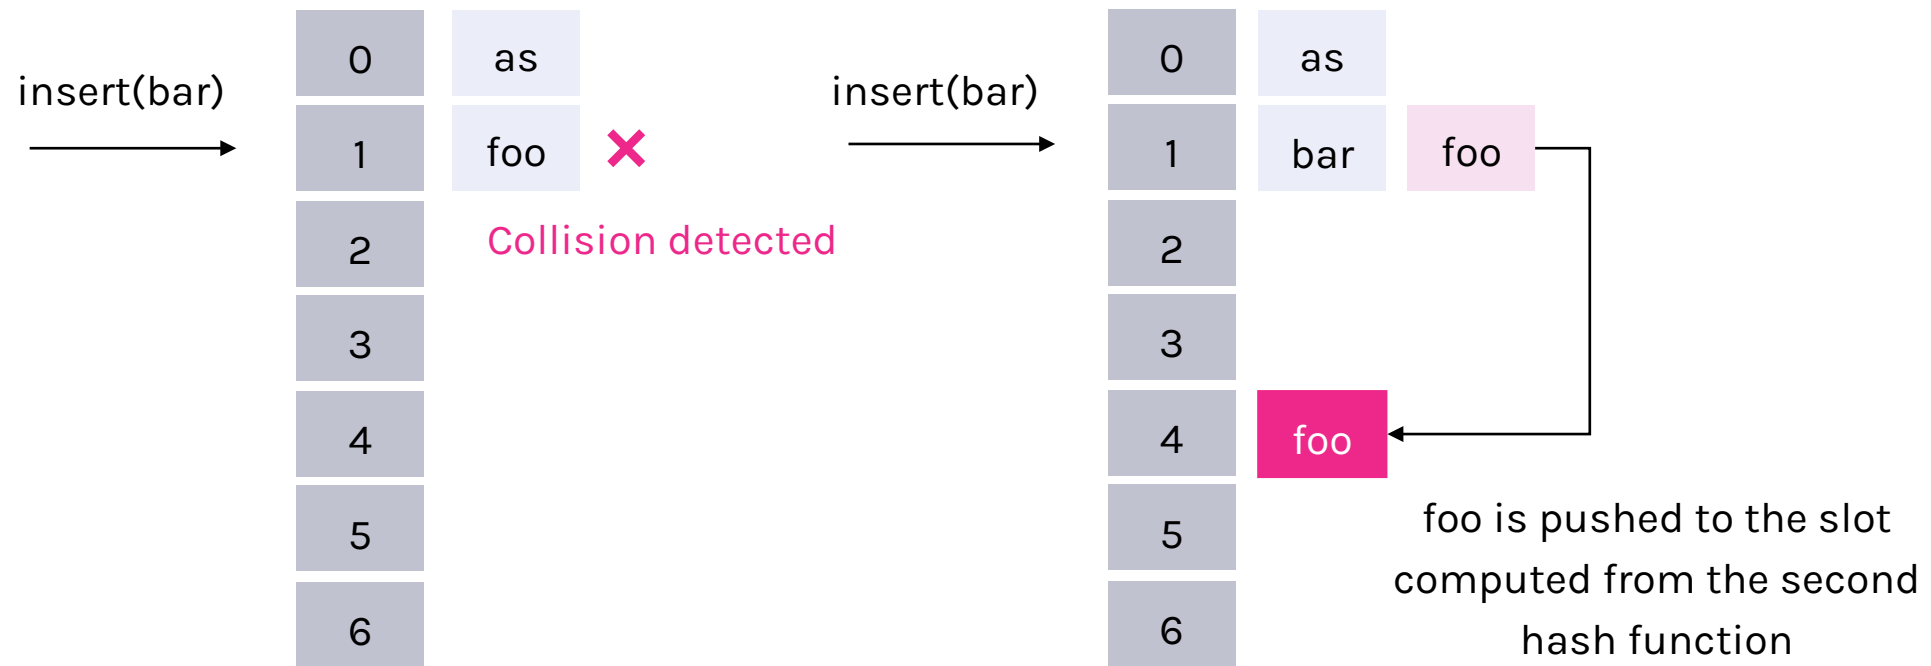 insert(bar)
0
as
1
foo
Collision detected
2
3
4
5
6
insert(bar)
0
as
1
bar
foo
2
3
4
foo
5
6
foo is pushed to the slot
computed from the second
hash function